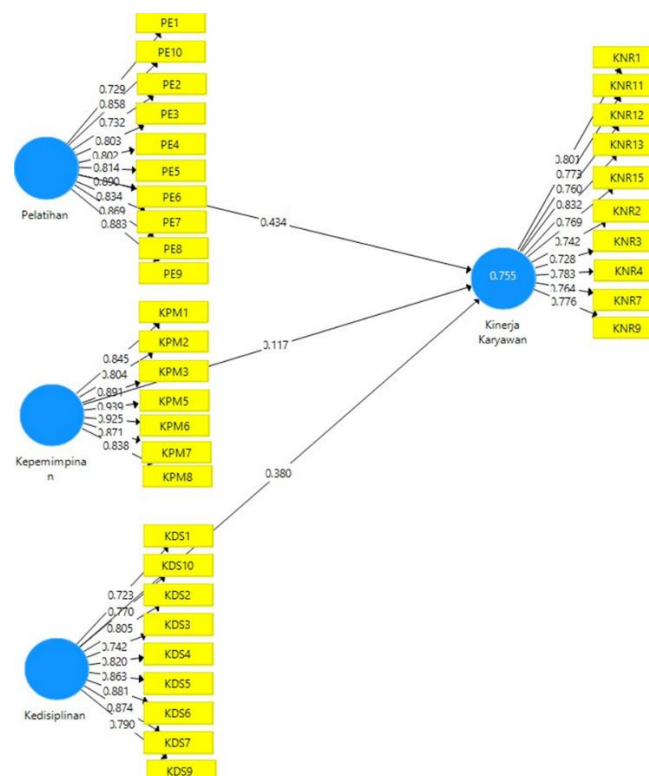 PE1
PE10
PE2
PE3
PE4
PE5
PE6
PE7
PE8
PE9
0.729
0.858
0.732
0.803
0.802
0.814
0.890
0.834
0.869
0.883
Pelatihan
0.434
KPM1
KPM2
KPM3
KPM5
KPM6
KPM7
KPM8
0.845
0.804
0.891
0.939
0.925
0.871
0.838
Kepemimpina
n
0.117
KDS1
KDS10
KDS2
KDS3
KDS4
KDS5
KDS6
KDS7
KDS9
0.723
0.770
0.805
0.742
0.820
0.863
0.881
0.874
0.790
Kedisiplinan
0.380
0.755
Kinerja
Karyawan
0.801
0.773
0.760
0.832
0.769
0.742
0.728
0.783
0.764
0.776
KNR1
KNR11
KNR12
KNR13
KNR15
KNR2
KNR3
KNR4
KNR7
KNR9